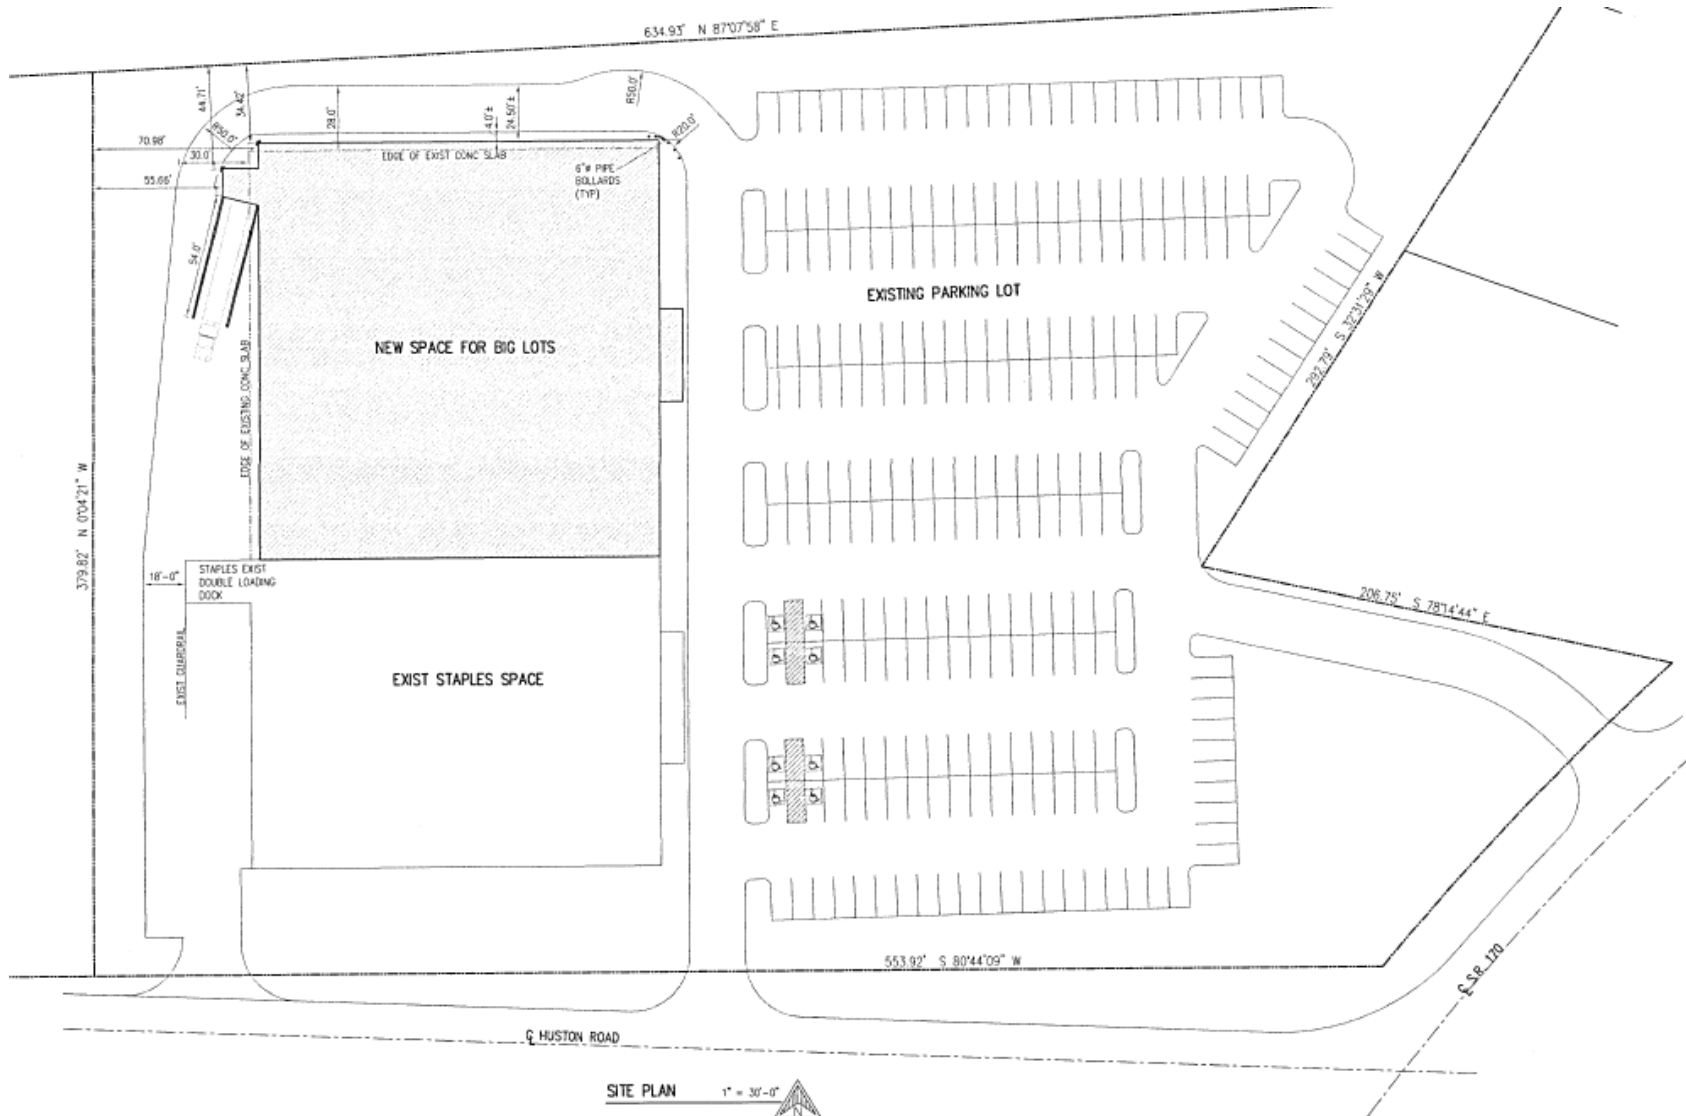 634.93' N 87°07'58" E
44.71'
34.42'
28.0'
4.0'±
24.50'±
R50.0'
R50.0'
R20.0'
70.98'
30.0'
EDGE OF EXIST CONC SLAB
6"ø PIPE
BOLLARDS
(TYP)
55.66'
54.0'
EXISTING PARKING LOT
NEW SPACE FOR BIG LOTS
EDGE OF EXISTING CONC SLAB
292.79' S 32°31'29" W
379.82' N 0°04'21" W
18'-0"
STAPLES EXIST
DOUBLE LOADING
DOCK
206.75' S 78°14'44" E
EXIST GUARDRAIL
EXIST STAPLES SPACE
553.92' S 80°44'09" W
℄ S.R. 170
℄ HUSTON ROAD
SITE PLAN 1" = 30'-0"
N